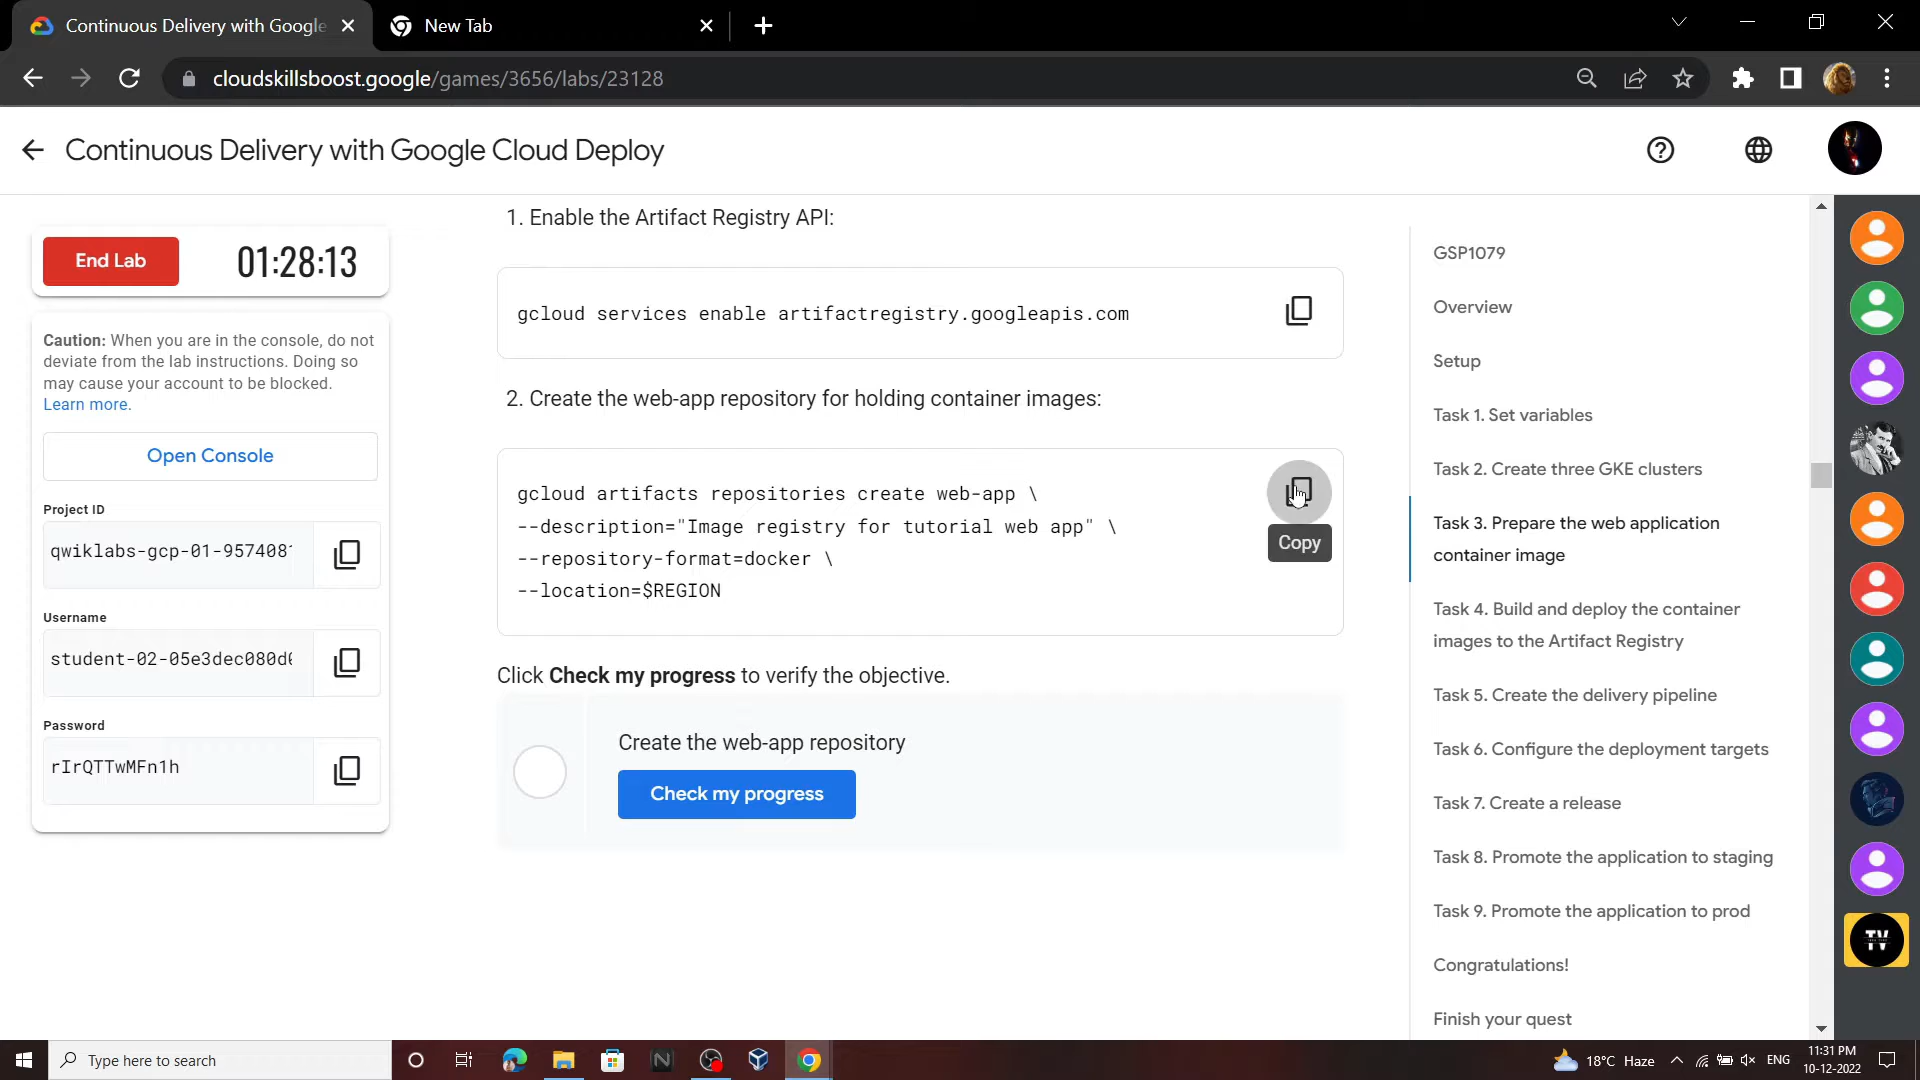 Continuous Delivery with Google
New Tab
cloudskillsboost.google/games/3656/labs/23128
Continuous Delivery with Google Cloud Deploy
End Lab
01:28:13
Caution: When you are in the console, do not
deviate from the lab instructions. Doing so
may cause your account to be blocked.
Learn more.
Open Console
Project ID
qwiklabs-gcp-01-957408
Username
student-02-05e3dec080d
Password
rIrQTTwMFn1h
1. Enable the Artifact Registry API:
gcloud services enable artifactregistry.googleapis.com
2. Create the web-app repository for holding container images:
gcloud artifacts repositories create web-app \
--description="Image registry for tutorial web app" \
--repository-format=docker \
--location=$REGION
Copy
Click Check my progress to verify the objective.
Create the web-app repository
Check my progress
GSP1079
Overview
Setup
Task 1. Set variables
Task 2. Create three GKE clusters
Task 3. Prepare the web application
container image
Task 4. Build and deploy the container
images to the Artifact Registry
Task 5. Create the delivery pipeline
Task 6. Configure the deployment targets
Task 7. Create a release
Task 8. Promote the application to staging
Task 9. Promote the application to prod
Congratulations!
Finish your quest
TV
Type here to search
18°C Haze
ENG
11:31 PM
10-12-2022